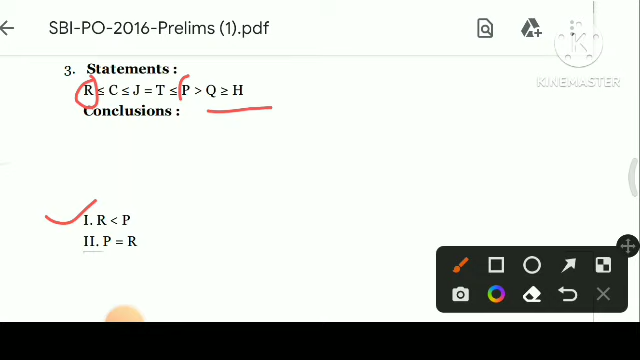 SBI-PO-2016-Prelims (1).pdf
KINEMASTER
3. Statements :
R ≤ C ≤ J = T ≤ P > Q ≥ H
Conclusions :
I. R < P
II. P = R